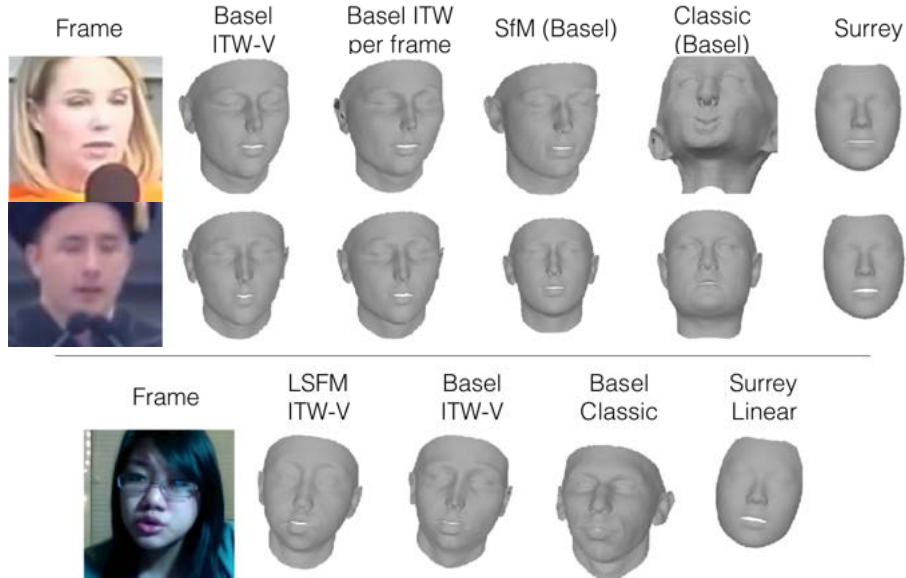 Frame
Basel
ITW-V
Basel ITW
per frame
SfM (Basel)
Classic
(Basel)
Surrey
Frame
LSFM
ITW-V
Basel
ITW-V
Basel
Classic
Surrey
Linear